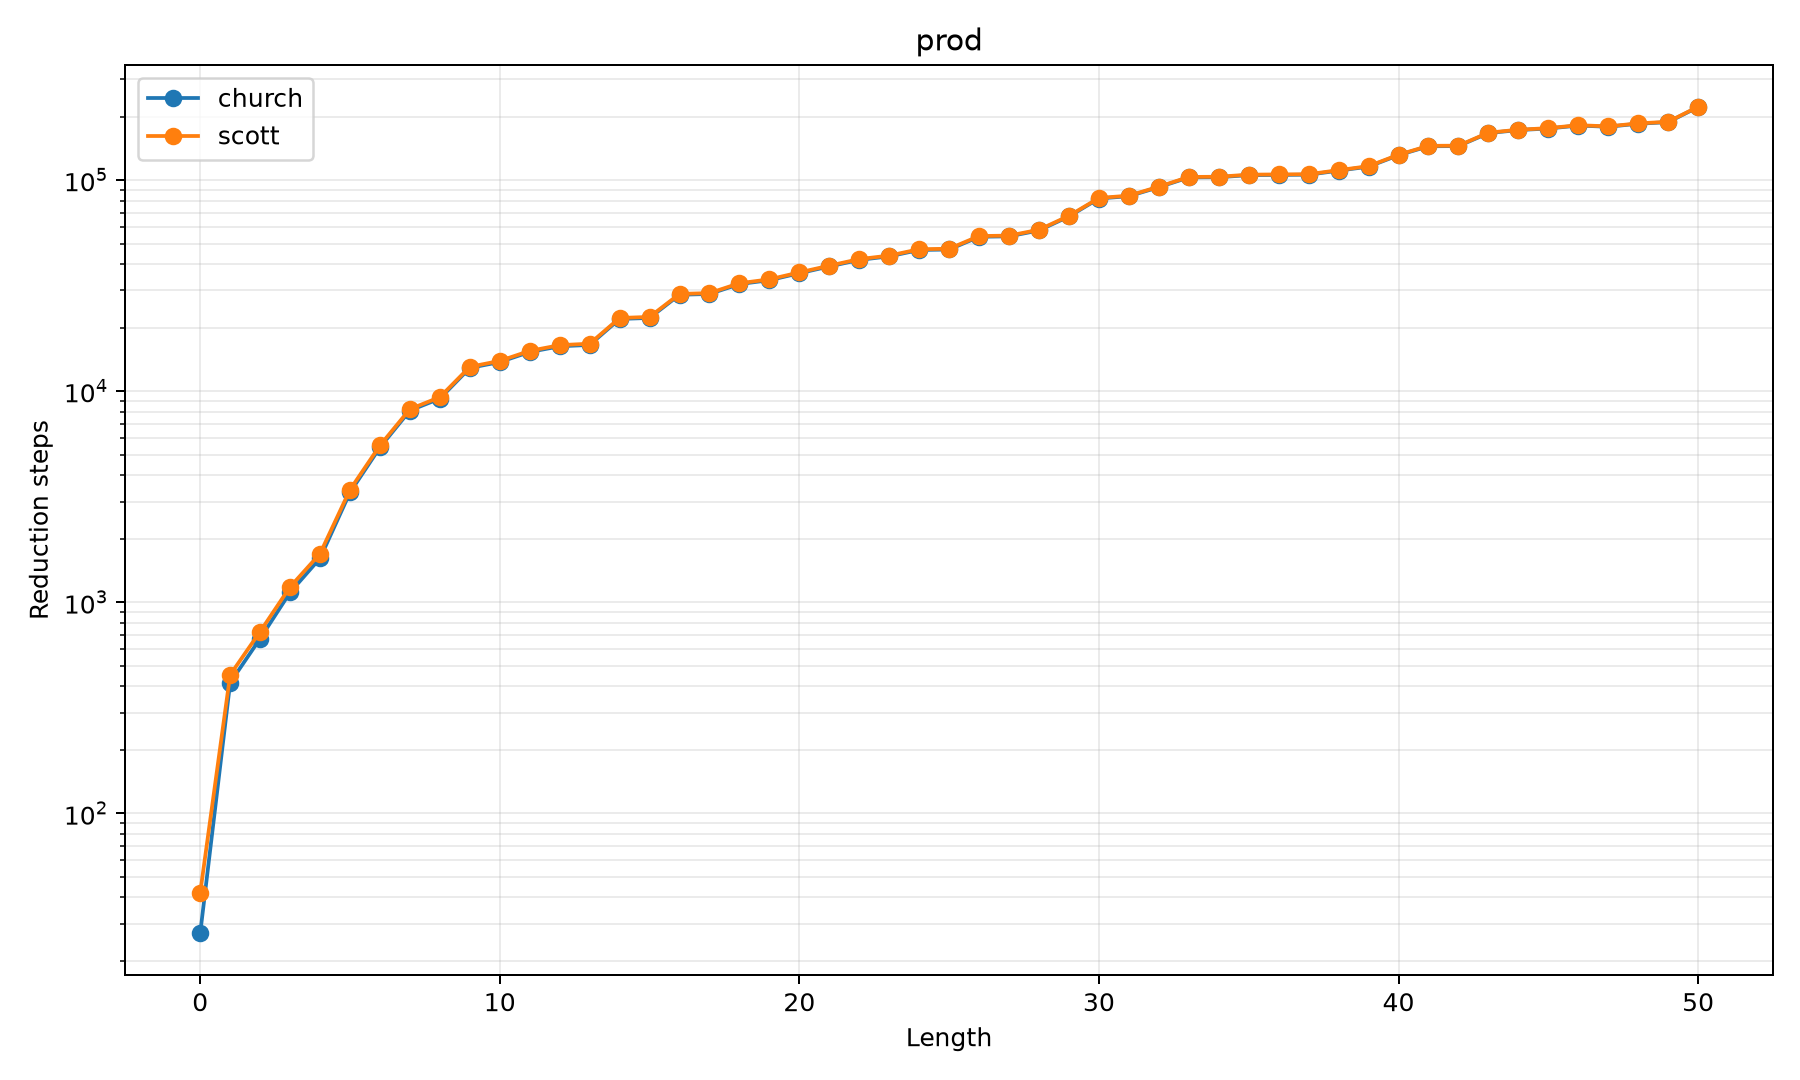 prod
church
scott
Reduction steps
10⁵
10⁴
10³
10²
0 10 20 30 40 50
Length